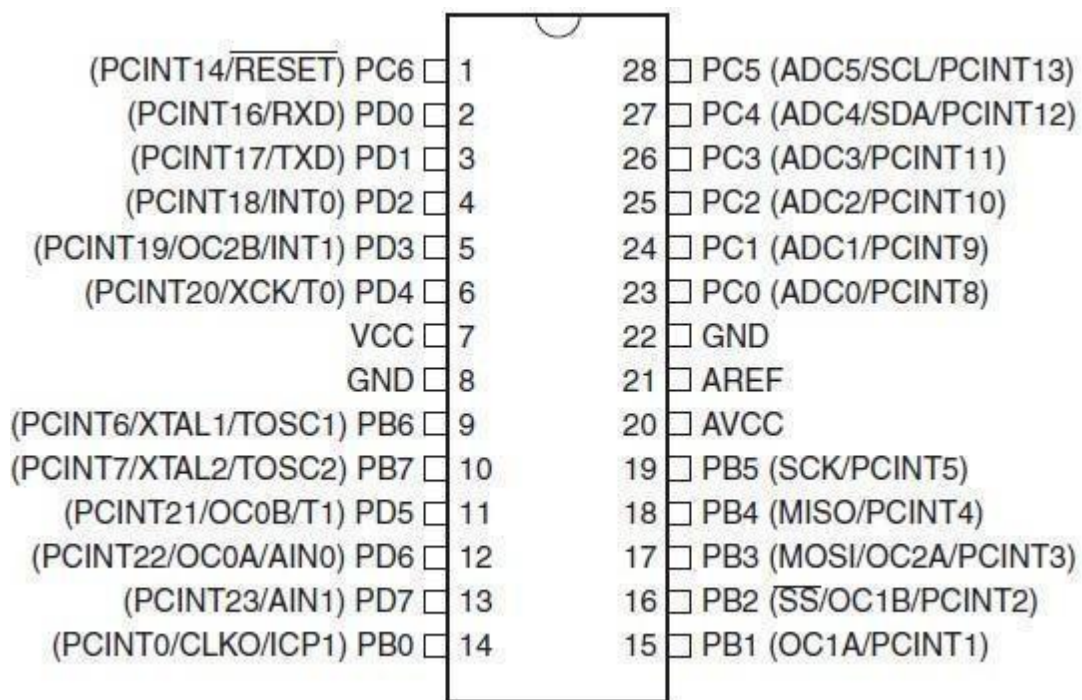 (PCINT14/RESET) PC6 1 28 PC5 (ADC5/SCL/PCINT13)
(PCINT16/RXD) PD0 2 27 PC4 (ADC4/SDA/PCINT12)
(PCINT17/TXD) PD1 3 26 PC3 (ADC3/PCINT11)
(PCINT18/INT0) PD2 4 25 PC2 (ADC2/PCINT10)
(PCINT19/OC2B/INT1) PD3 5 24 PC1 (ADC1/PCINT9)
(PCINT20/XCK/T0) PD4 6 23 PC0 (ADC0/PCINT8)
VCC 7 22 GND
GND 8 21 AREF
(PCINT6/XTAL1/TOSC1) PB6 9 20 AVCC
(PCINT7/XTAL2/TOSC2) PB7 10 19 PB5 (SCK/PCINT5)
(PCINT21/OC0B/T1) PD5 11 18 PB4 (MISO/PCINT4)
(PCINT22/OC0A/AIN0) PD6 12 17 PB3 (MOSI/OC2A/PCINT3)
(PCINT23/AIN1) PD7 13 16 PB2 (SS/OC1B/PCINT2)
(PCINT0/CLKO/ICP1) PB0 14 15 PB1 (OC1A/PCINT1)